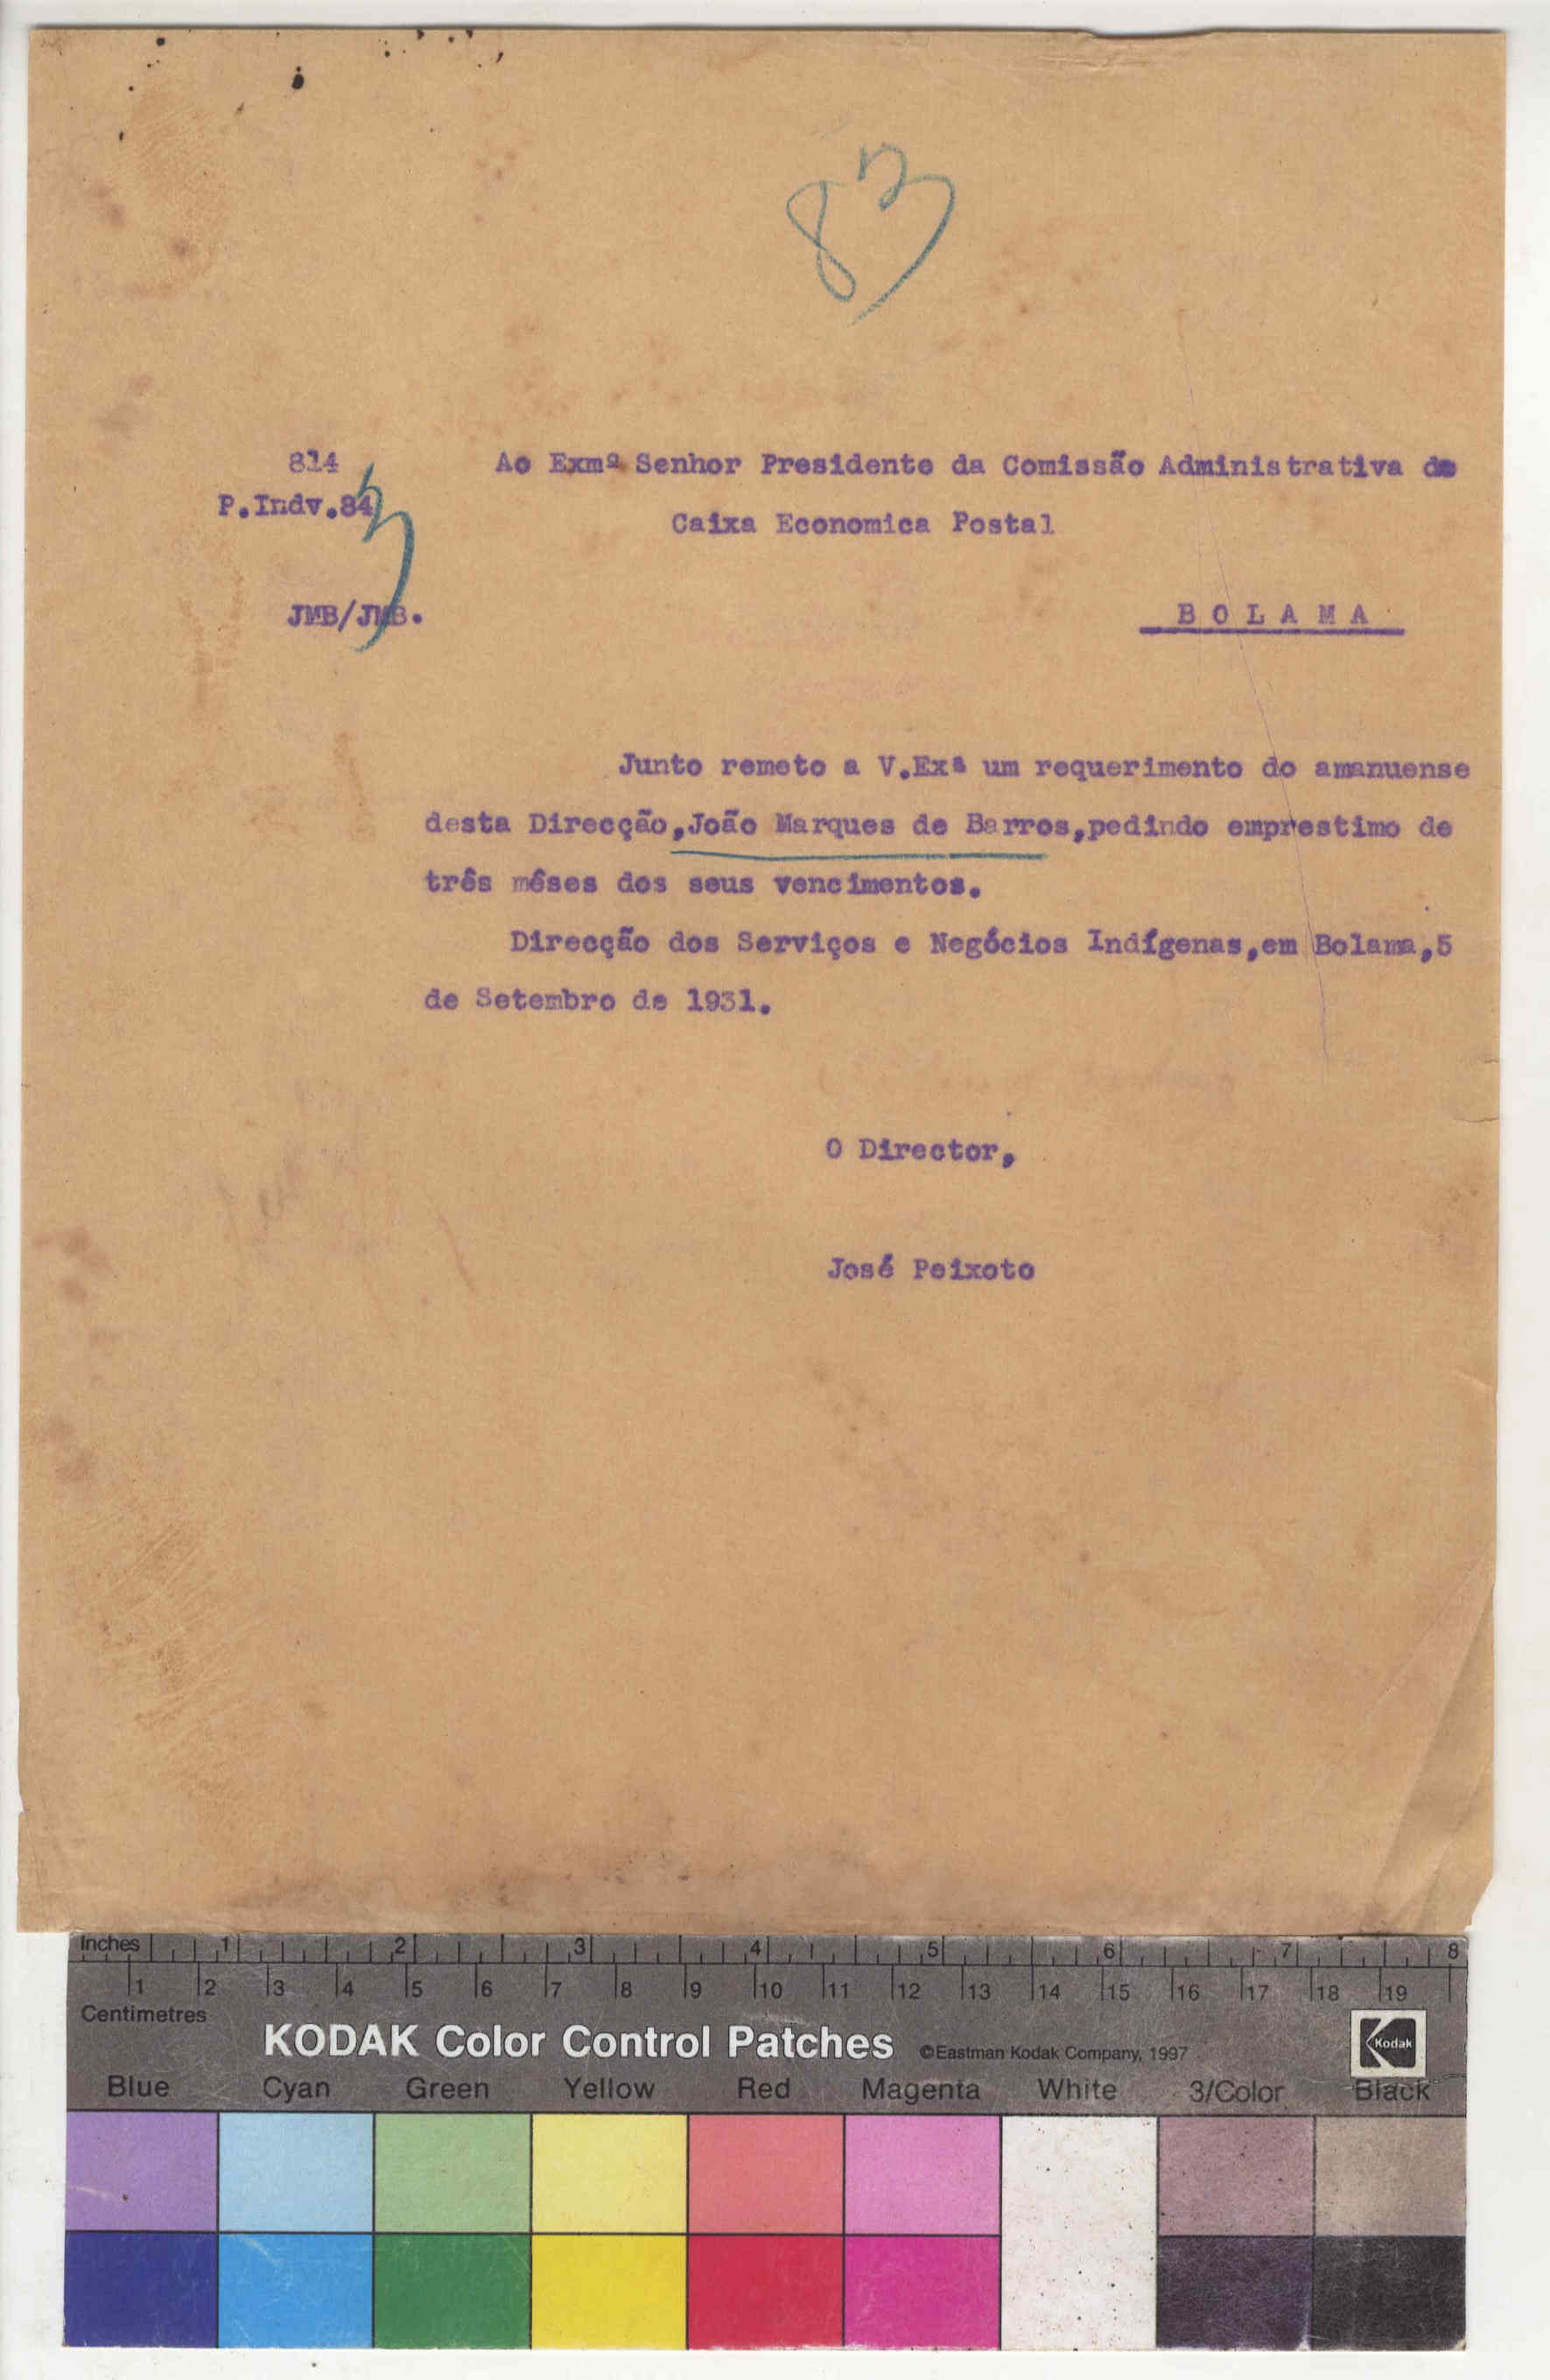 83
814
Ao Exmº Senhor Presidente da Comissão Administrativa da
P.Indv.843
Caixa Economica Postal
JMB/JMB.
BOLAMA
Junto remeto a V.Exª um requerimento do amanuense
desta Direcção,João Marques de Barros,pedindo emprestimo de
três mêses dos seus vencimentos.
Direcção dos Serviços e Negócios Indígenas,em Bolama,5
de Setembro de 1931.
O Director,
José Peixoto
Inches 1 2 3 4 5 6 7 8
1 2 3 4 5 6 7 8 9 10 11 12 13 14 15 16 17 18 19
Centimetres
KODAK Color Control Patches ©Eastman Kodak Company, 1997 Kodak
Blue Cyan Green Yellow Red Magenta White 3/Color Black